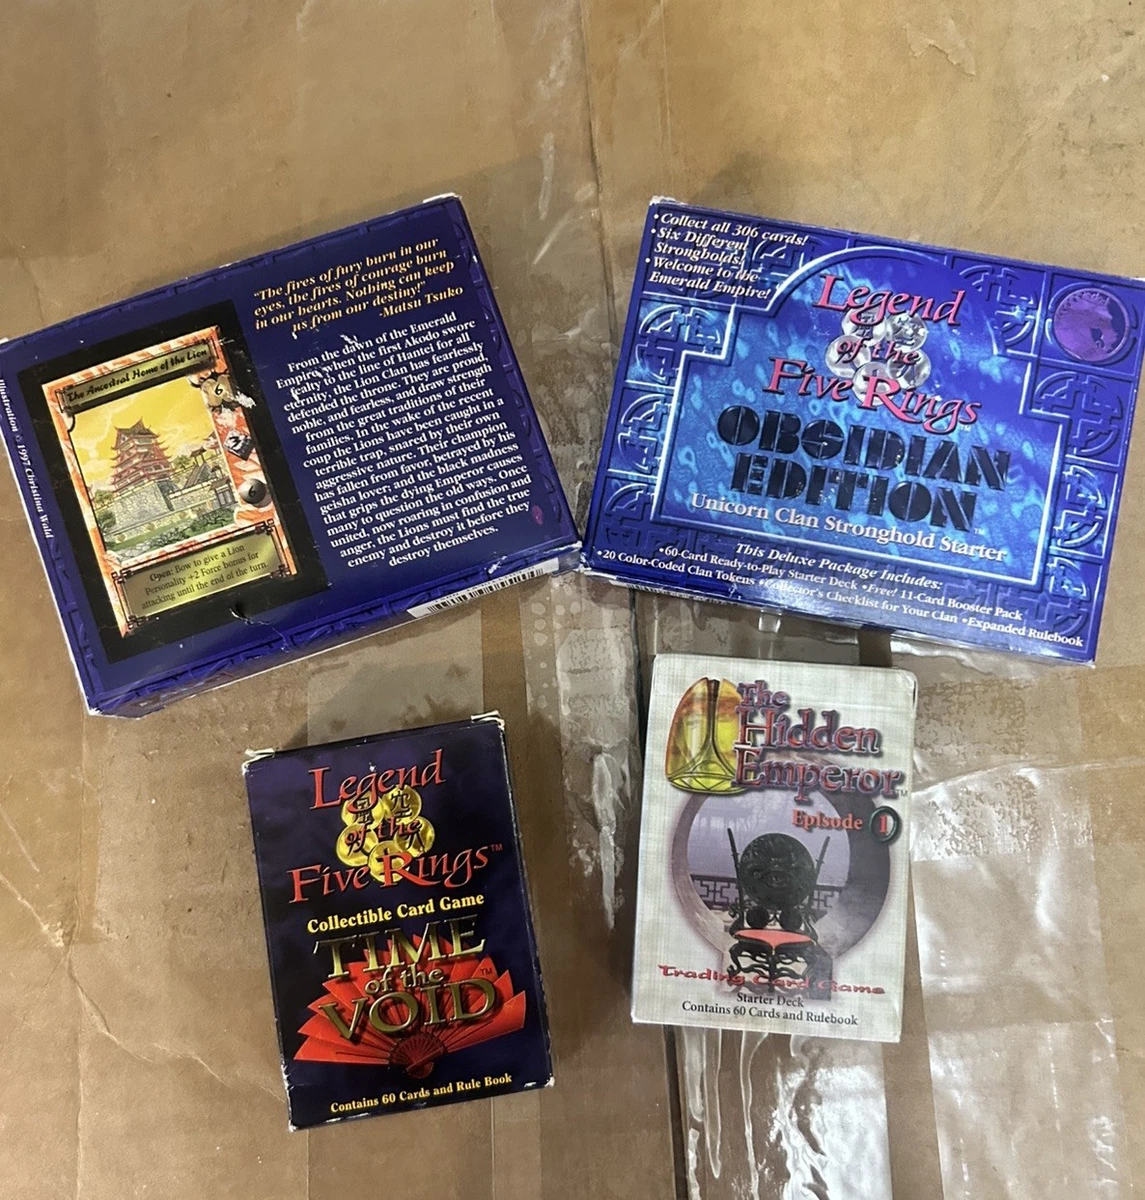 "The fires of fury burn in our
eyes, the fires of courage burn
in our hearts. Nothing can keep
us from our destiny!"
-Matsu Tsuko
From the dawn of the Emerald
Empire, when the first Akodo swore
fealty to the line of Hantei for all
eternity, the Lion Clan has fearlessly
defended the throne. They are proud,
noble, and fearless, and draw strength
from the great traditions of their
families. In the wake of the recent
coup the Lions have been caught in a
terrible trap, snared by their own
aggressive nature. Their champion
has fallen from favor, betrayed by his
geisha lover; and the black madness
that grips the dying Emperor causes
many to question the old ways. Once
united, now roaring in confusion and
anger, the Lions must find the true
enemy and destroy it before they
destroy themselves.
The Ancestral Home of the Lion
6
Open: Bow to give a Lion
Personality +2 Force bonus for
attacking until the end of the turn.
Illustration © 1997 Christina Wald
•Collect all 306 cards!
•Six Different
Strongholds!
•Welcome to the
Emerald Empire!
Legend
of the
Five Rings™
OBSIDIAN
EDITION™
Unicorn Clan Stronghold Starter
This Deluxe Package Includes:
•60-Card Ready-to-Play Starter Deck •Free! 11-Card Booster Pack
•20 Color-Coded Clan Tokens •Collector's Checklist for Your Clan •Expanded Rulebook
Legend
of the
Five Rings™
Collectible Card Game
TIME
of the
VOID™
Contains 60 Cards and Rule Book
The
Hidden
Emperor™
Episode 1
Trading Card Game
Starter Deck
Contains 60 Cards and Rulebook